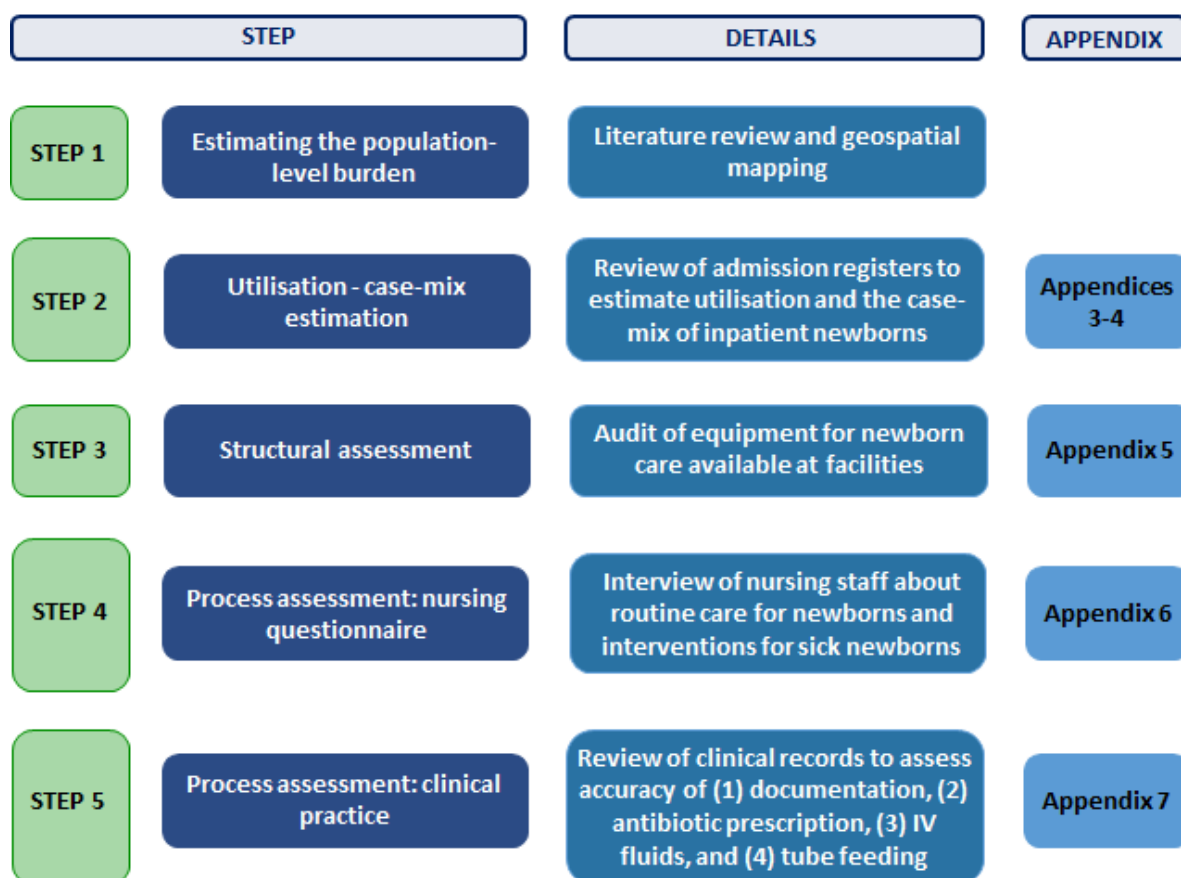 STEP
DETAILS
APPENDIX
STEP 1
Estimating the population-
level burden
Literature review and geospatial
mapping
STEP 2
Utilisation - case-mix
estimation
Review of admission registers to
estimate utilisation and the case-
mix of inpatient newborns
Appendices
3-4
STEP 3
Structural assessment
Audit of equipment for newborn
care available at facilities
Appendix 5
STEP 4
Process assessment: nursing
questionnaire
Interview of nursing staff about
routine care for newborns and
interventions for sick newborns
Appendix 6
STEP 5
Process assessment: clinical
practice
Review of clinical records to assess
accuracy of (1) documentation, (2)
antibiotic prescription, (3) IV
fluids, and (4) tube feeding
Appendix 7